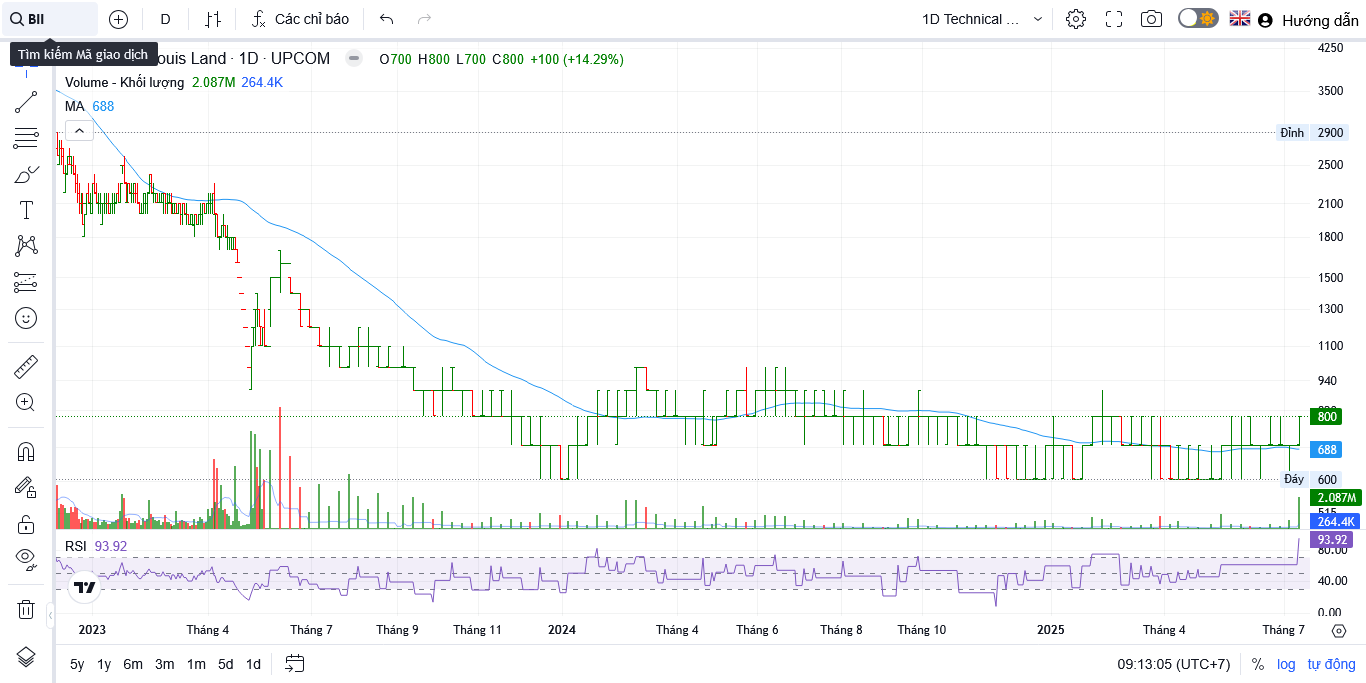 BII
D
Các chỉ báo
1D Technical ...
Hướng dẫn
Tìm kiếm Mã giao dịch
ouis Land · 1D · UPCOM
O700 H800 L700 C800 +100 (+14.29%)
Volume - Khối lượng 2.087M 264.4K
MA 688
4250
3500
Đỉnh 2900
2500
2100
1800
1500
1300
1100
940
800
688
Đáy 600
2.087M
515
264.4K
RSI 93.92
93.92
80.00
40.00
0.00
2023 Tháng 4 Tháng 7 Tháng 9 Tháng 11 2024 Tháng 4 Tháng 6 Tháng 8 Tháng 10 2025 Tháng 4 Tháng 7
5y 1y 6m 3m 1m 5d 1d
09:13:05 (UTC+7) % log tự động